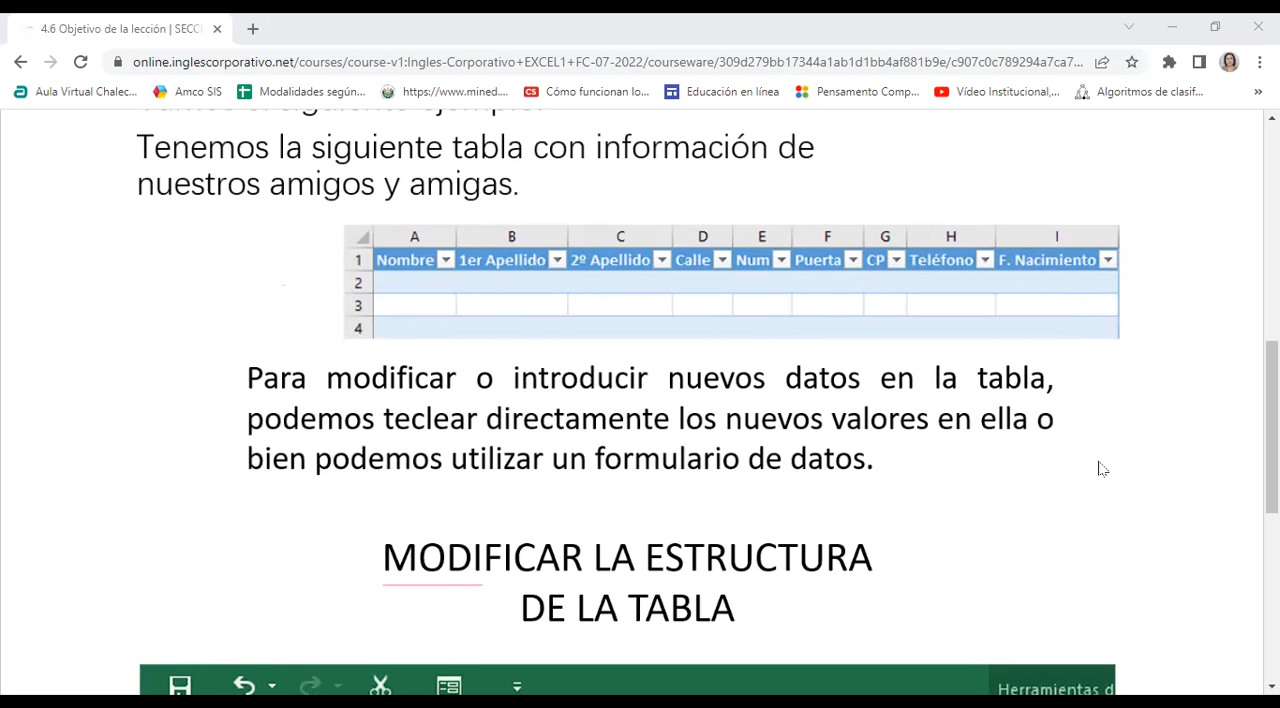 4.6 Objetivo de la lección | SECCI
online.inglescorporativo.net/courses/course-v1:Ingles-Corporativo+EXCEL1+FC-07-2022/courseware/309d279bb17344a1ab1d1bb4af881b9e/c907c0c789294a7ca7...
Aula Virtual Chalec... Amco SIS Modalidades según... https://www.mined... CS Cómo funcionan lo... Educación en línea Pensamento Comp... Vídeo Institucional,... Algoritmos de clasif... »
Tenemos la siguiente tabla con información de
nuestros amigos y amigas.
A B C D E F G H I
1 Nombre 1er Apellido 2º Apellido Calle Num Puerta CP Teléfono F. Nacimiento
2
3
4
Para modificar o introducir nuevos datos en la tabla,
podemos teclear directamente los nuevos valores en ella o
bien podemos utilizar un formulario de datos.
MODIFICAR LA ESTRUCTURA
DE LA TABLA
Herramientas d